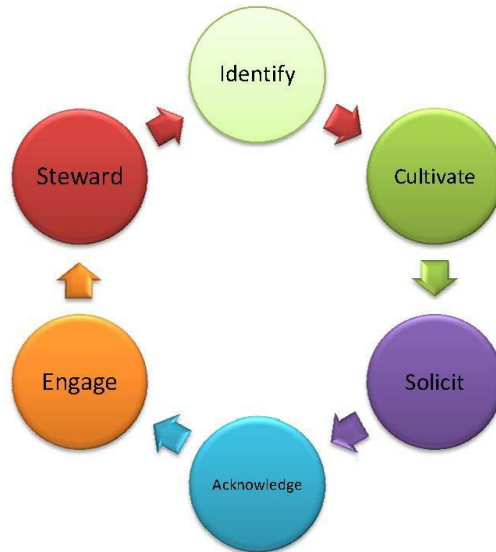 Identify
Cultivate
Solicit
Acknowledge
Engage
Steward